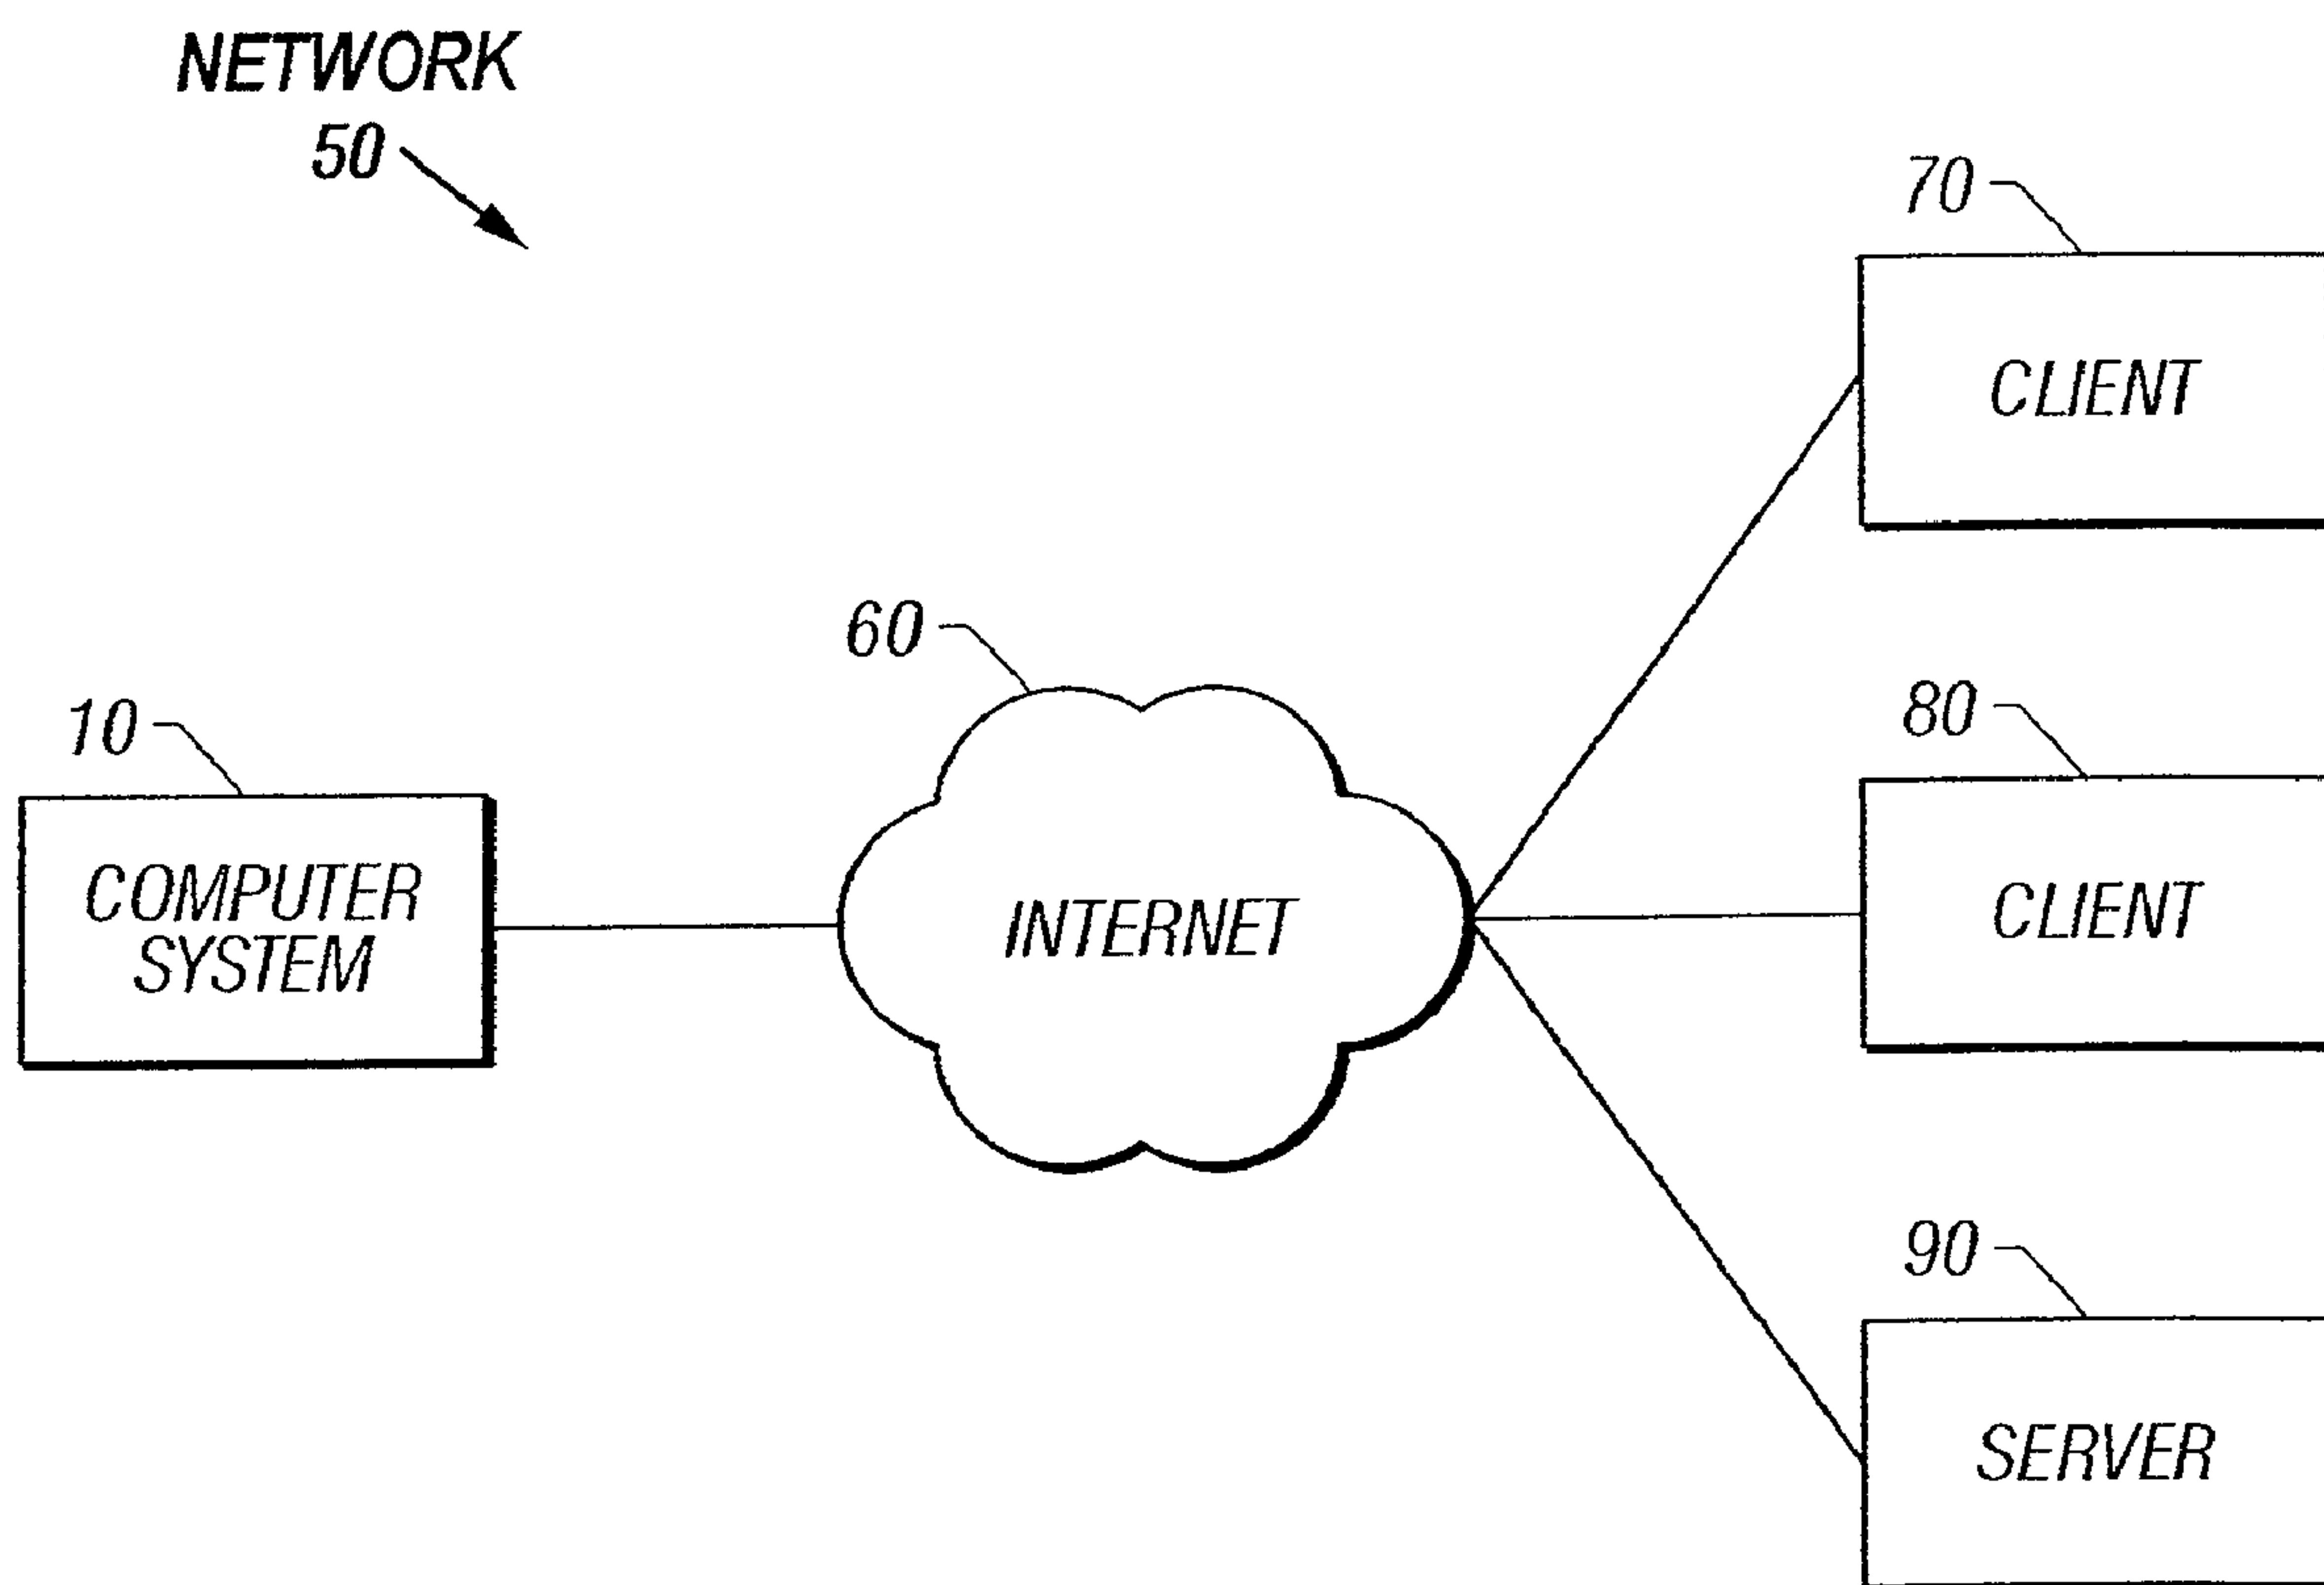 NETWORK
50
70
CLIENT
60
10
80
COMPUTER
SYSTEM
INTERNET
CLIENT
90
SERVER